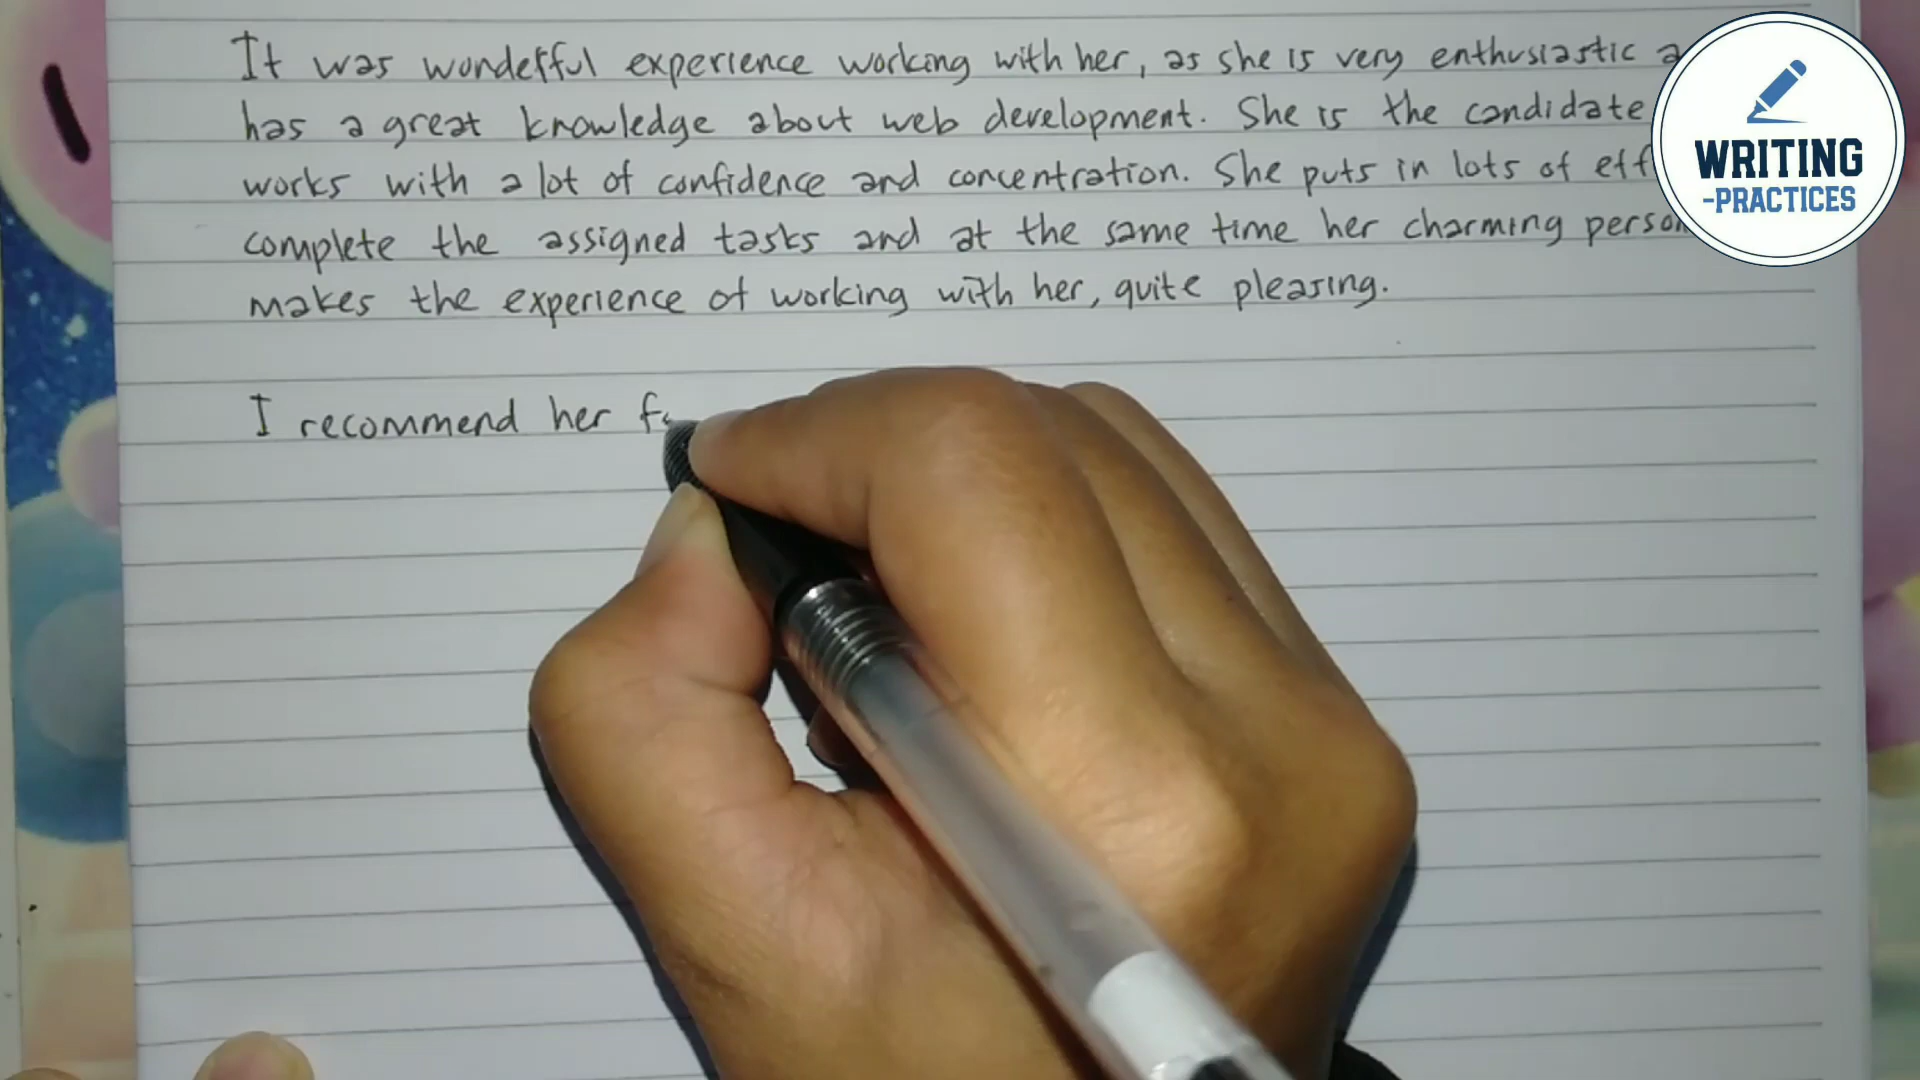 It was wonderful experience working with her, as she is very enthusiastic
has a great knowledge about web development. She is the candidate
works with a lot of confidence and concentration. She puts in lots of
complete the assigned tasks and at the same time her charming
makes the experience of working with her, quite pleasing.
I recommend her
WRITING
-PRACTICES